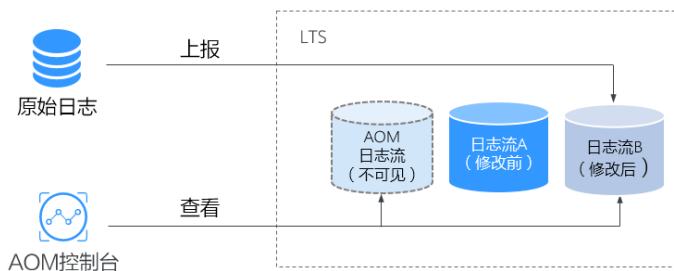 LTS
上报
原始日志
AOM
日志流
（不可见）
日志流A
（修改前）
日志流B
（修改后）
查看
AOM控制台